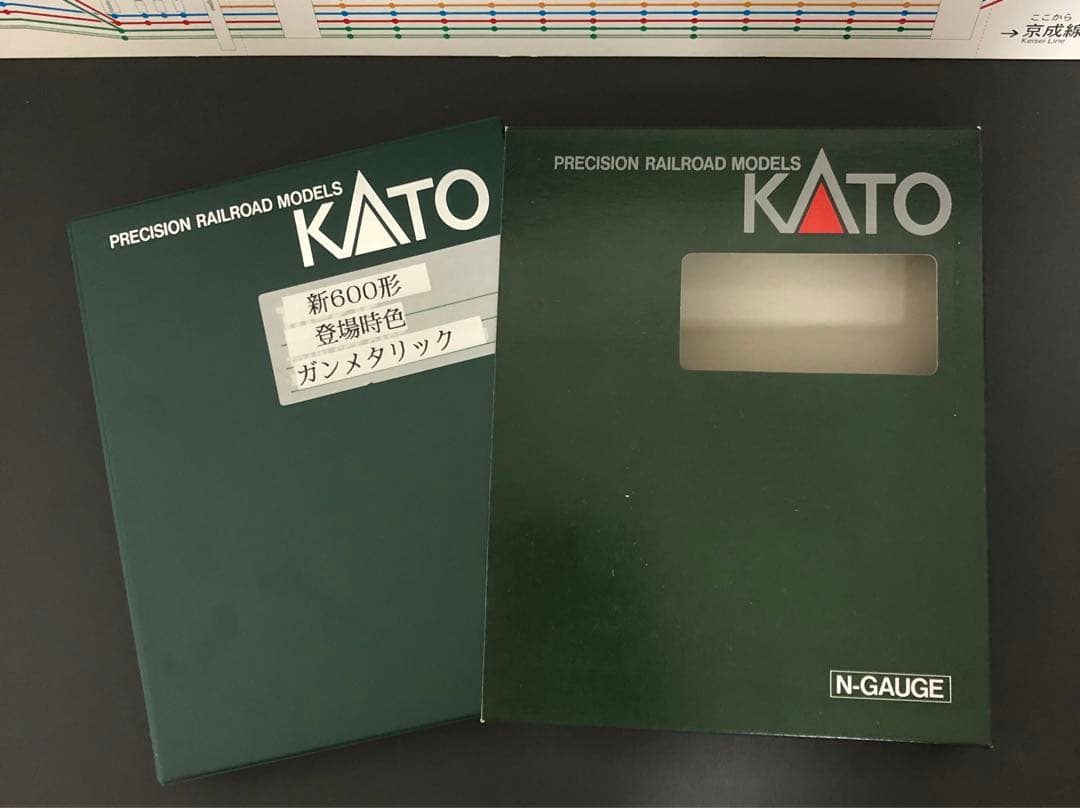 ここから
→京成線
Keisei Line
PRECISION RAILROAD MODELS
KATO
新600形
登場時色
ガンメタリック
PRECISION RAILROAD MODELS
KATO
N-GAUGE